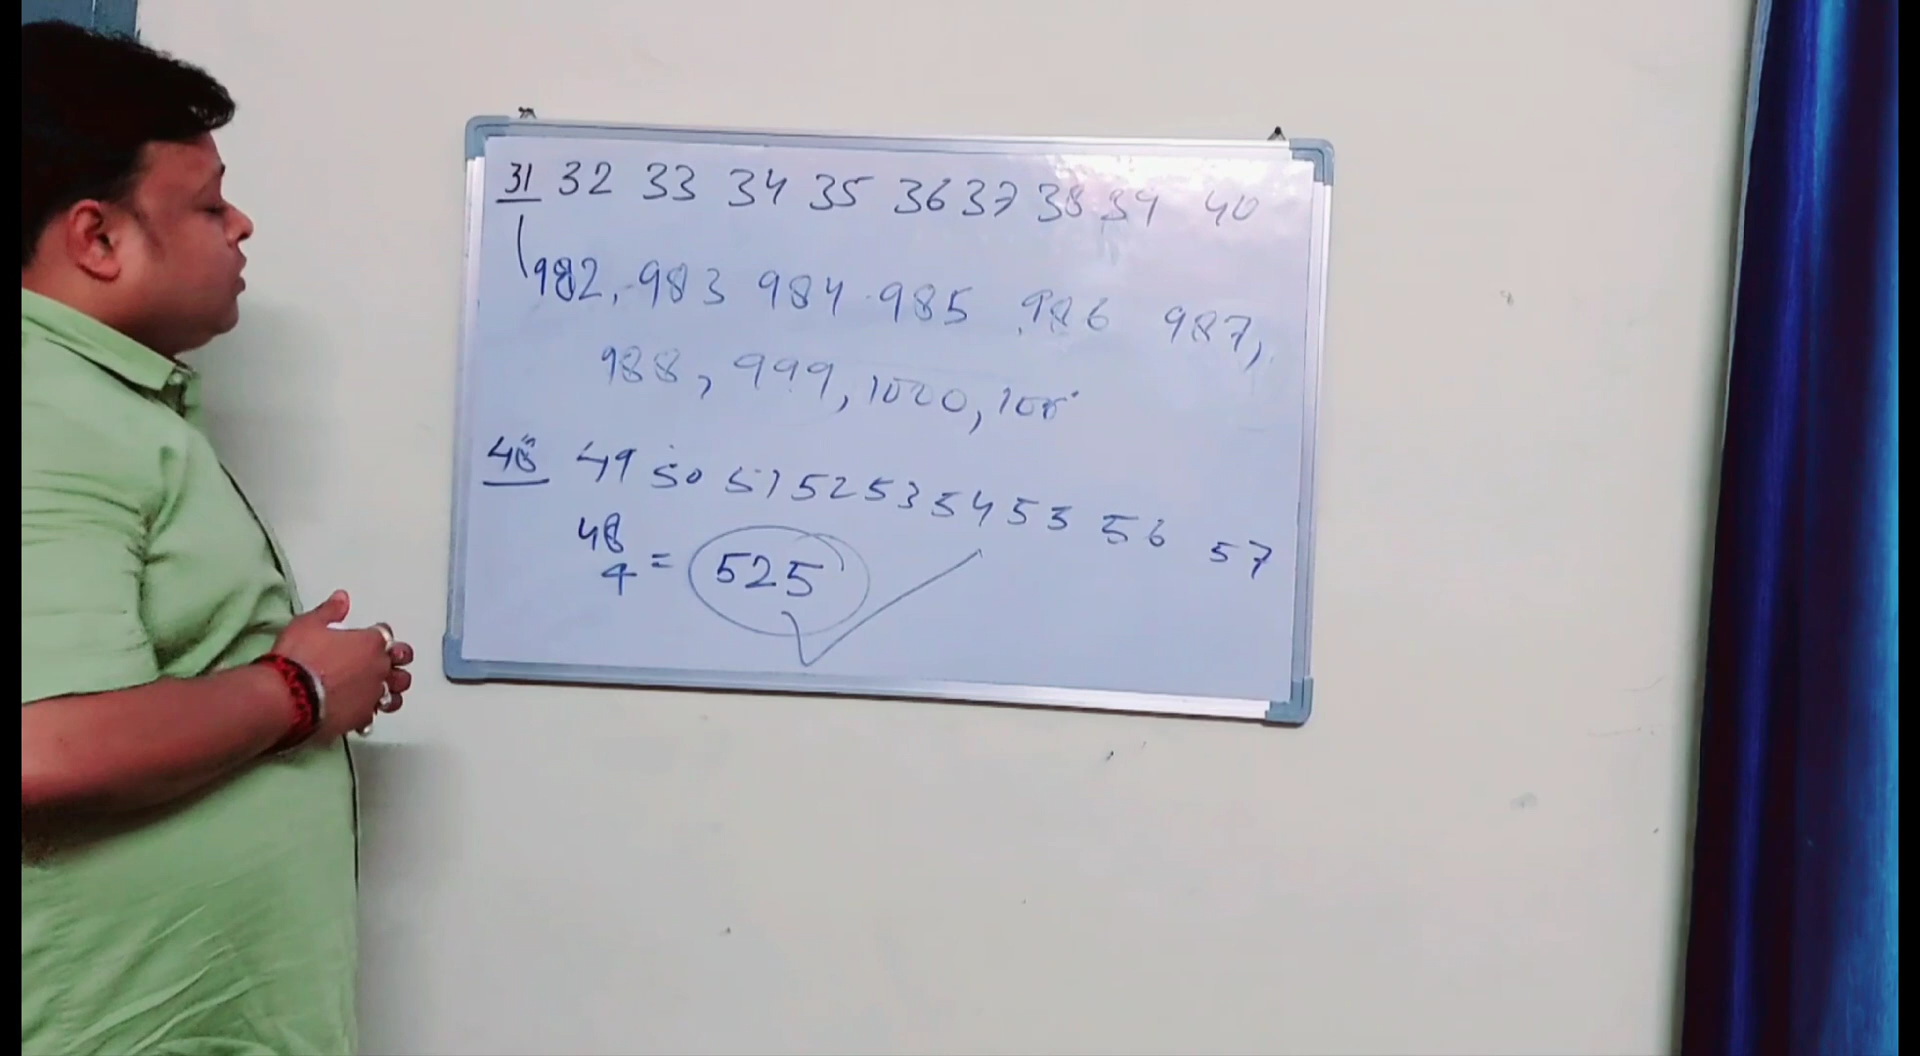 31 32 33 34 35 36 37 38 39 40
982, 983 984 985 986 987,
988, 999, 1000,
48 49 50 51 52 53 54 55 56 57
48
4 = 525